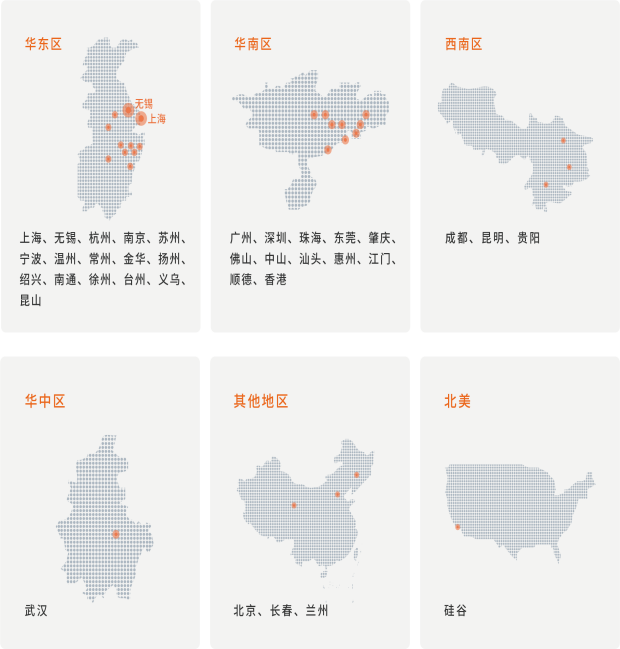 华东区
无锡
上海
上海、无锡、杭州、南京、苏州、
宁波、温州、常州、金华、扬州、
绍兴、南通、徐州、台州、义乌、
昆山
华南区
广州、深圳、珠海、东莞、肇庆、
佛山、中山、汕头、惠州、江门、
顺德、香港
西南区
成都、昆明、贵阳
华中区
武汉
其他地区
北京、长春、兰州
北美
硅谷